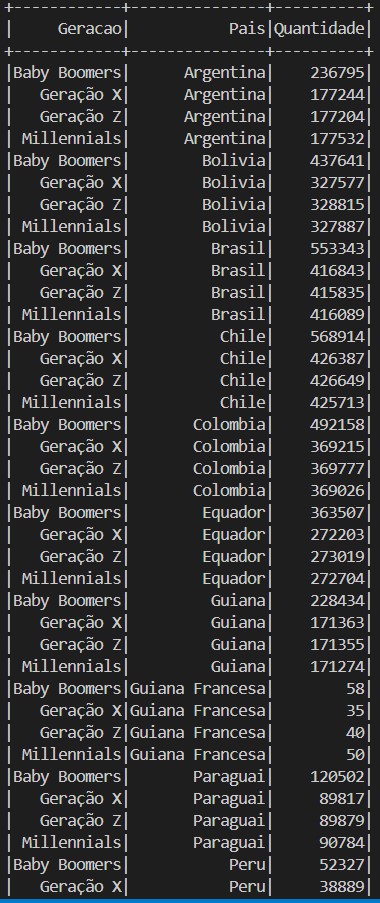 +------------+---------------+----------+
|     Geracao|           Pais|Quantidade|
+------------+---------------+----------+
|Baby Boomers|      Argentina|    236795|
|   Geração X|      Argentina|    177244|
|   Geração Z|      Argentina|    177204|
| Millennials|      Argentina|    177532|
|Baby Boomers|        Bolivia|    437641|
|   Geração X|        Bolivia|    327577|
|   Geração Z|        Bolivia|    328815|
| Millennials|        Bolivia|    327887|
|Baby Boomers|         Brasil|    553343|
|   Geração X|         Brasil|    416843|
|   Geração Z|         Brasil|    415835|
| Millennials|         Brasil|    416089|
|Baby Boomers|          Chile|    568914|
|   Geração X|          Chile|    426387|
|   Geração Z|          Chile|    426649|
| Millennials|          Chile|    425713|
|Baby Boomers|       Colombia|    492158|
|   Geração X|       Colombia|    369215|
|   Geração Z|       Colombia|    369777|
| Millennials|       Colombia|    369026|
|Baby Boomers|        Equador|    363507|
|   Geração X|        Equador|    272203|
|   Geração Z|        Equador|    273019|
| Millennials|        Equador|    272704|
|Baby Boomers|         Guiana|    228434|
|   Geração X|         Guiana|    171363|
|   Geração Z|         Guiana|    171355|
| Millennials|         Guiana|    171274|
|Baby Boomers|Guiana Francesa|        58|
|   Geração X|Guiana Francesa|        35|
|   Geração Z|Guiana Francesa|        40|
| Millennials|Guiana Francesa|        50|
|Baby Boomers|       Paraguai|    120502|
|   Geração X|       Paraguai|     89817|
|   Geração Z|       Paraguai|     89879|
| Millennials|       Paraguai|     90784|
|Baby Boomers|           Peru|     52327|
|   Geração X|           Peru|     38889|